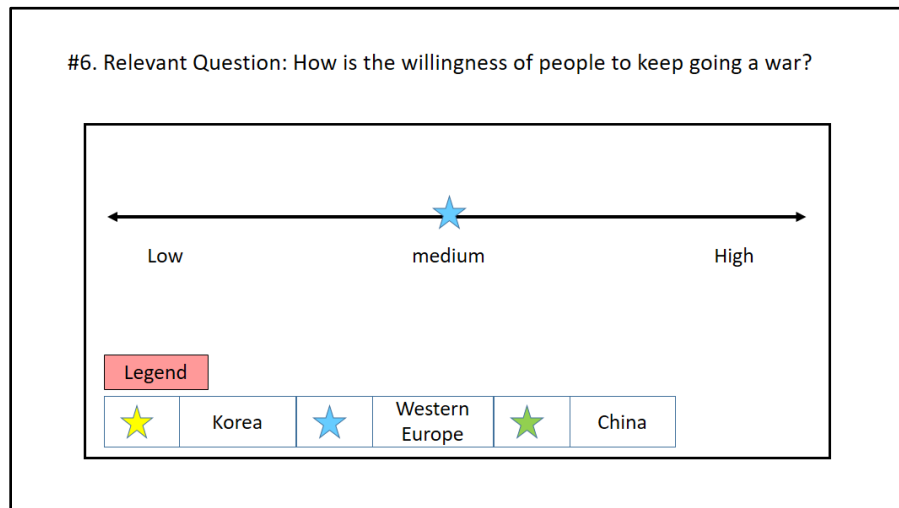 #6. Relevant Question: How is the willingness of people to keep going a war?
Low
medium
High
Legend
Korea
Western
Europe
China